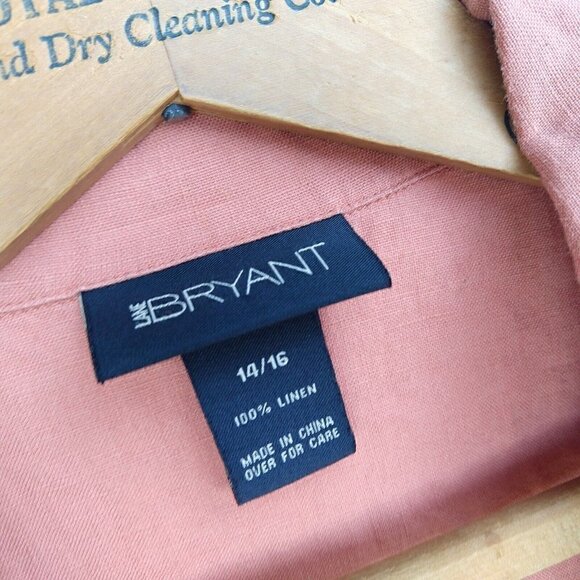 nd Dry Cleaning Co
LANE BRYANT
14/16
100% LINEN
MADE IN CHINA
OVER FOR CARE